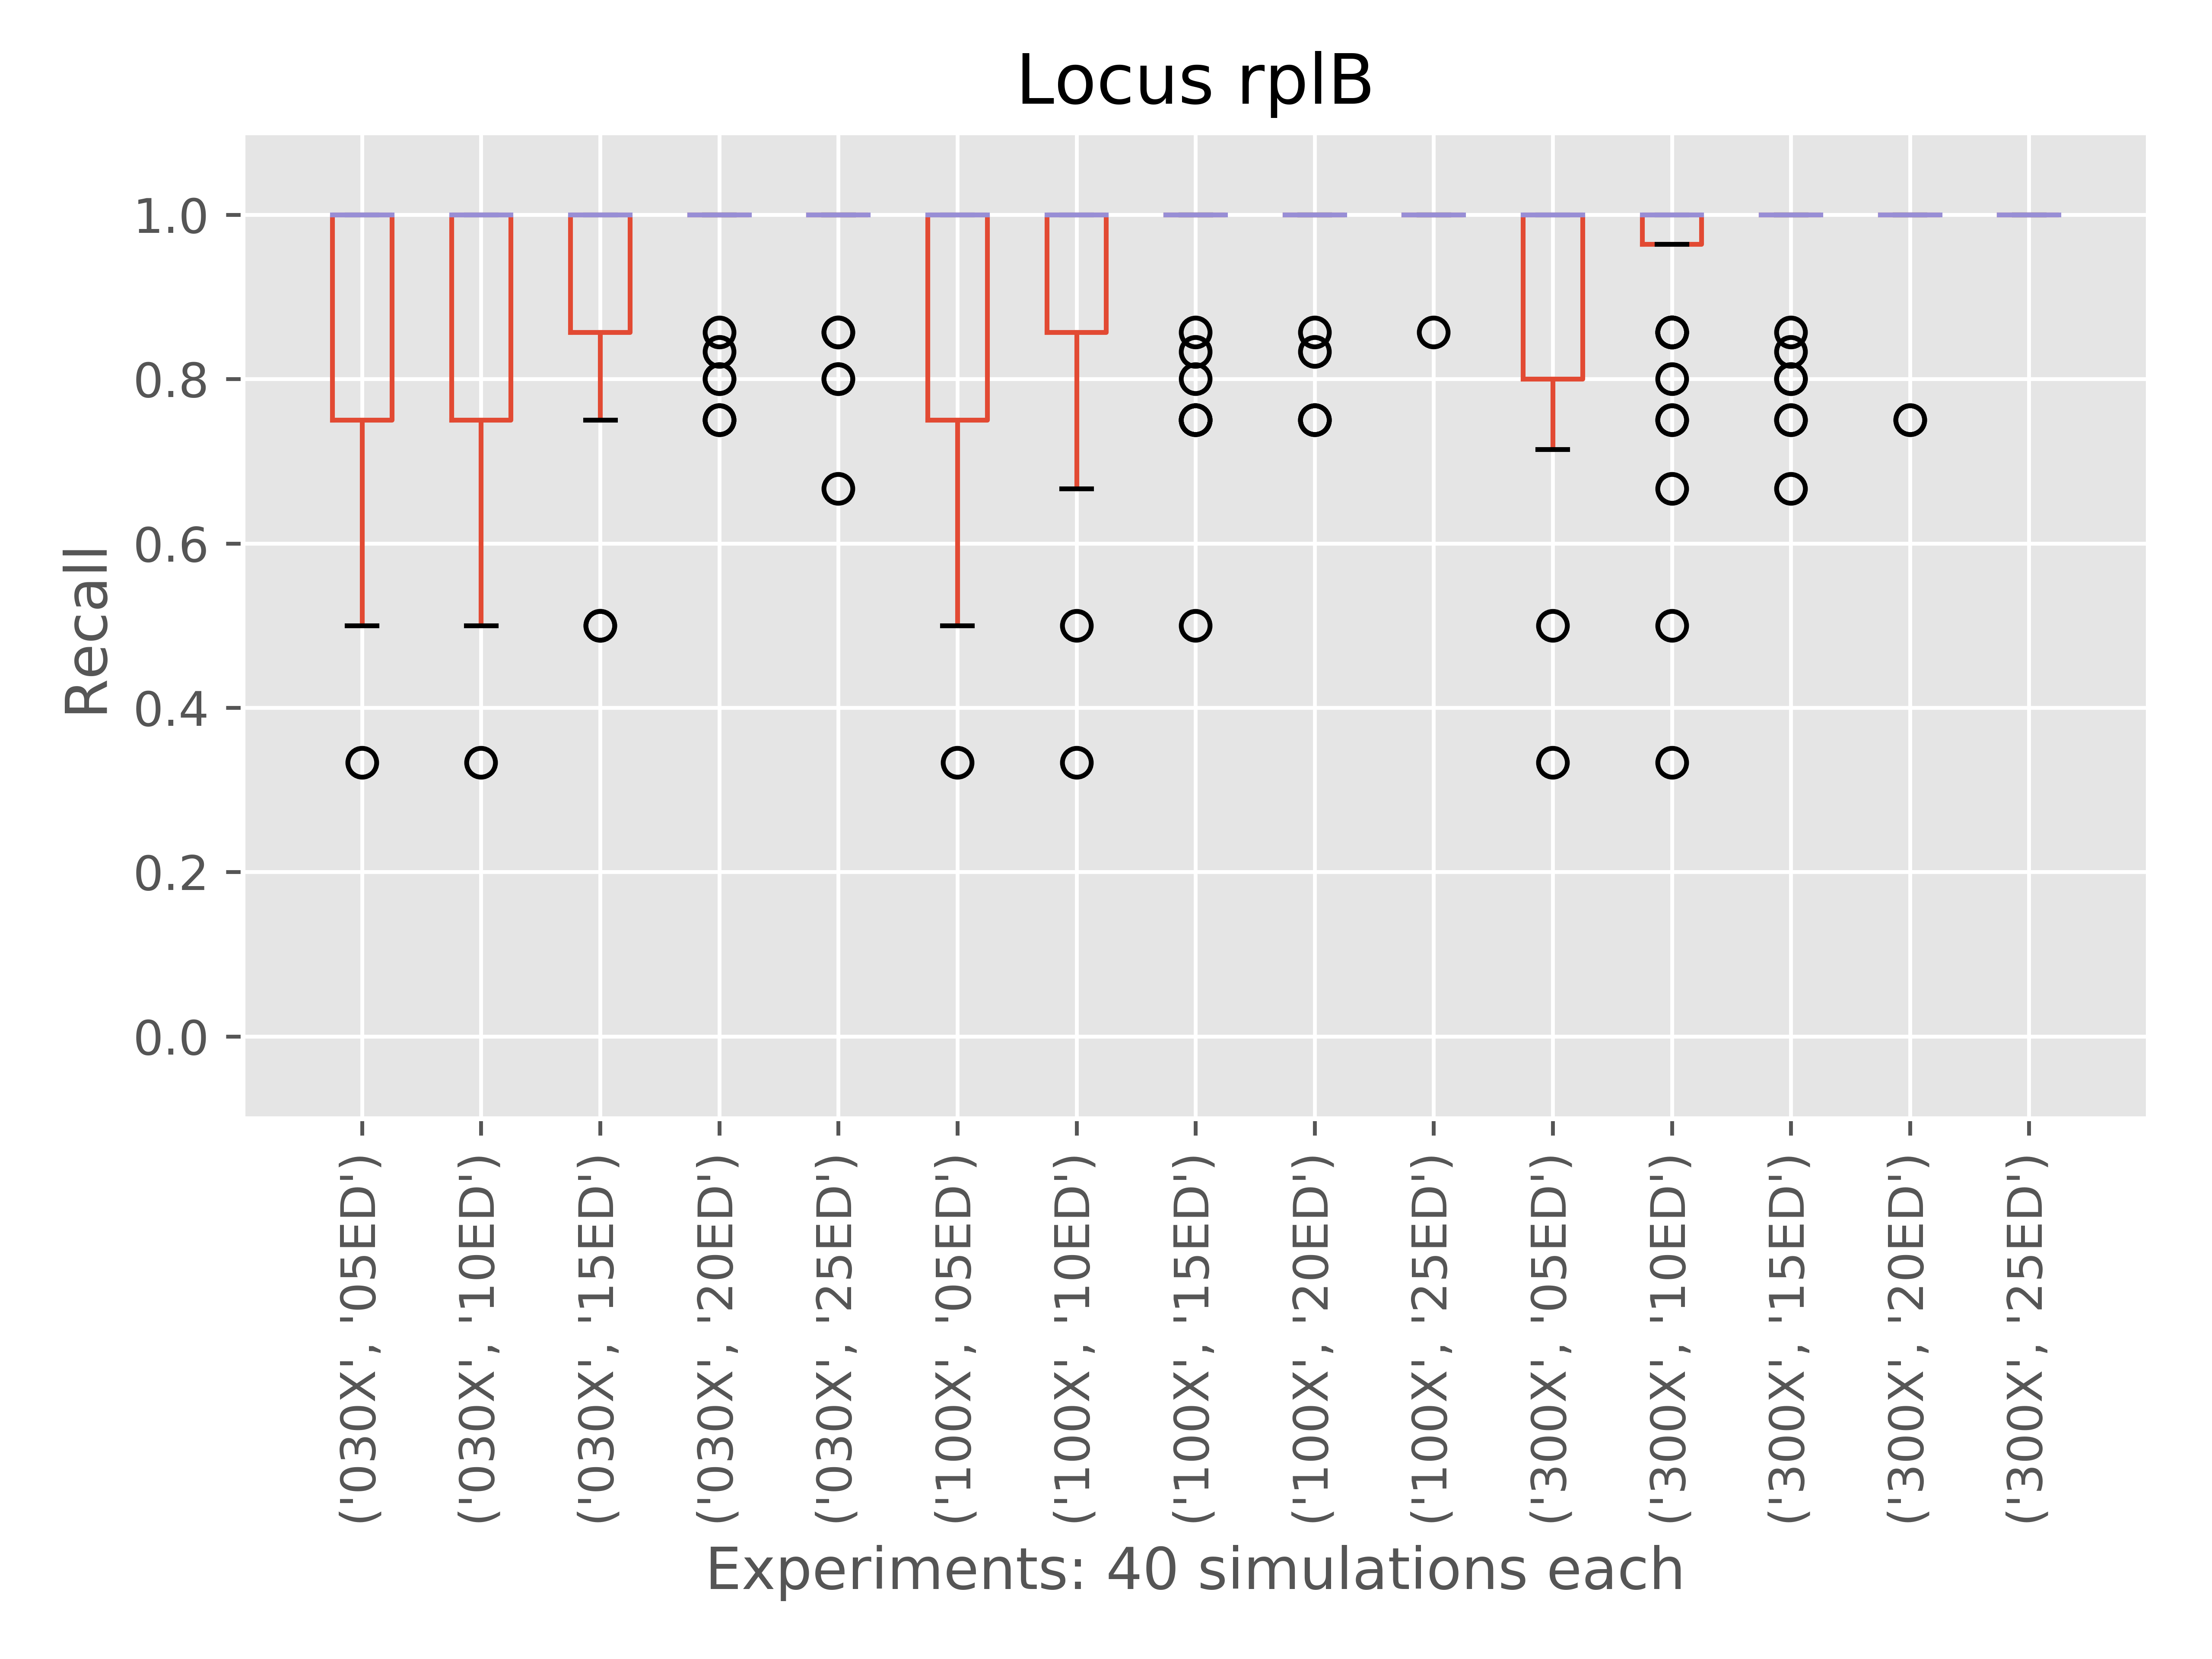 Locus rplB
Recall
1.0
0.8
0.6
0.4
0.2
0.0
('030X', '05ED')
('030X', '10ED')
('030X', '15ED')
('030X', '20ED')
('030X', '25ED')
('100X', '05ED')
('100X', '10ED')
('100X', '15ED')
('100X', '20ED')
('100X', '25ED')
('300X', '05ED')
('300X', '10ED')
('300X', '15ED')
('300X', '20ED')
('300X', '25ED')
Experiments: 40 simulations each